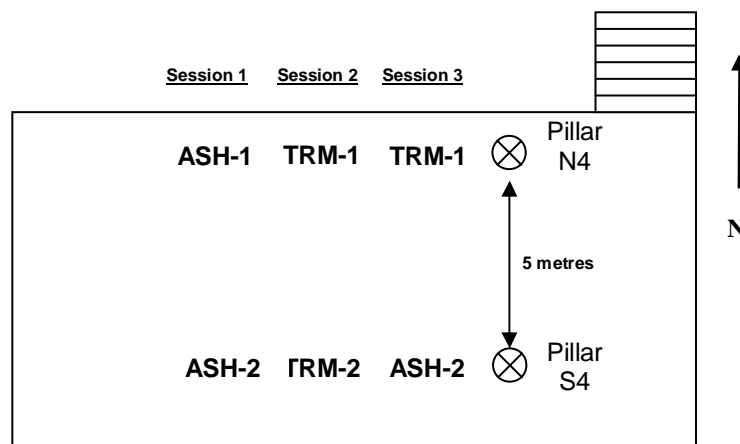 Session 1 Session 2 Session 3
ASH-1 TRM-1 TRM-1 Pillar
N4
N
5 metres
ASH-2 TRM-2 ASH-2 Pillar
S4